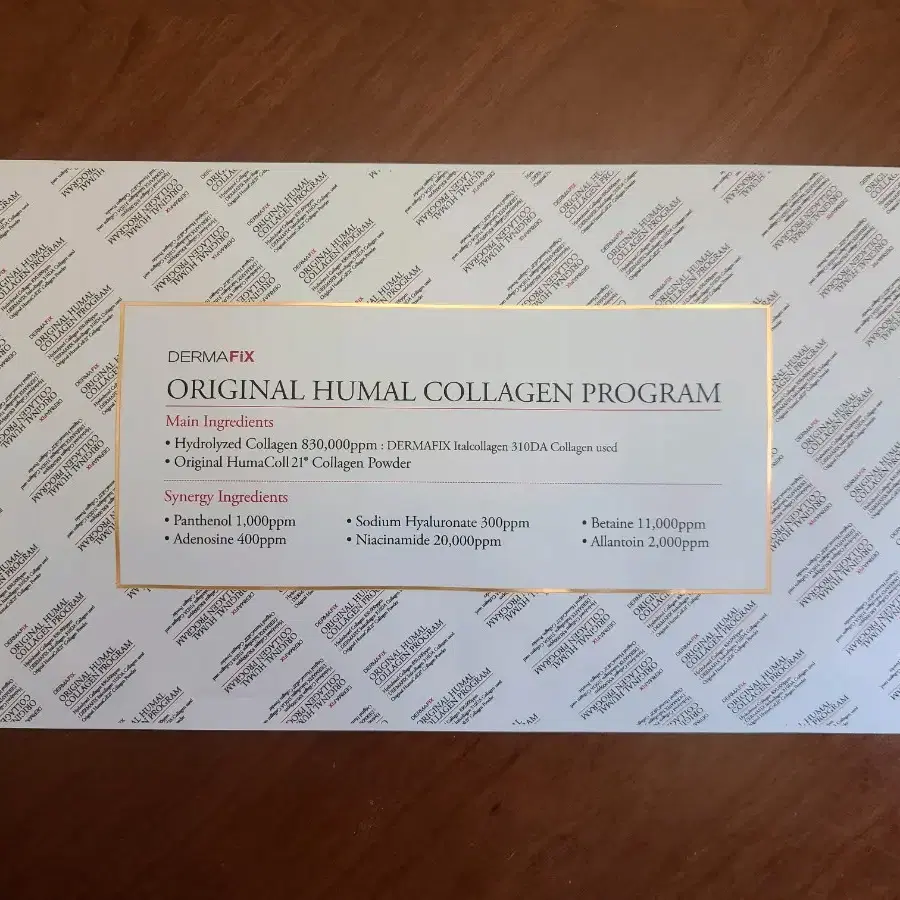 DERMAFiX
ORIGINAL HUMAL COLLAGEN PROGRAM
Main Ingredients
• Hydrolyzed Collagen 830,000ppm : DERMAFIX Italcollagen 310DA Collagen used
• Original HumaColl21® Collagen Powder
Synergy Ingredients
• Panthenol 1,000ppm • Sodium Hyaluronate 300ppm • Betaine 11,000ppm
• Adenosine 400ppm • Niacinamide 20,000ppm • Allantoin 2,000ppm